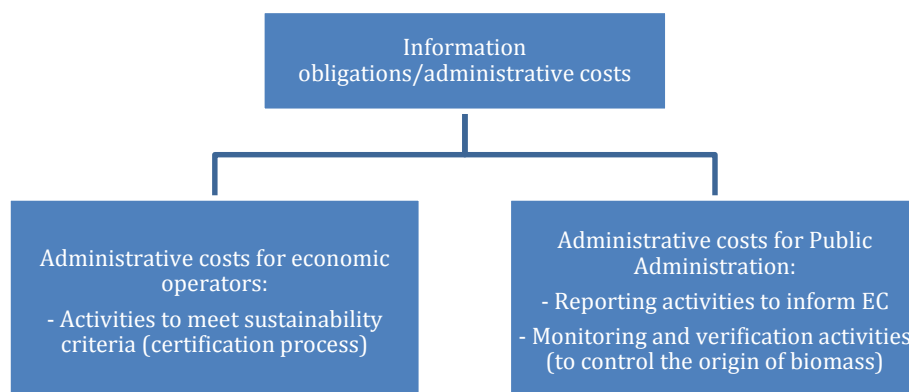 Information
obligations/administrative costs
Administrative costs for economic
operators:
- Activities to meet sustainability
criteria (certification process)
Administrative costs for Public
Administration:
- Reporting activities to inform EC
- Monitoring and verification activities
(to control the origin of biomass)